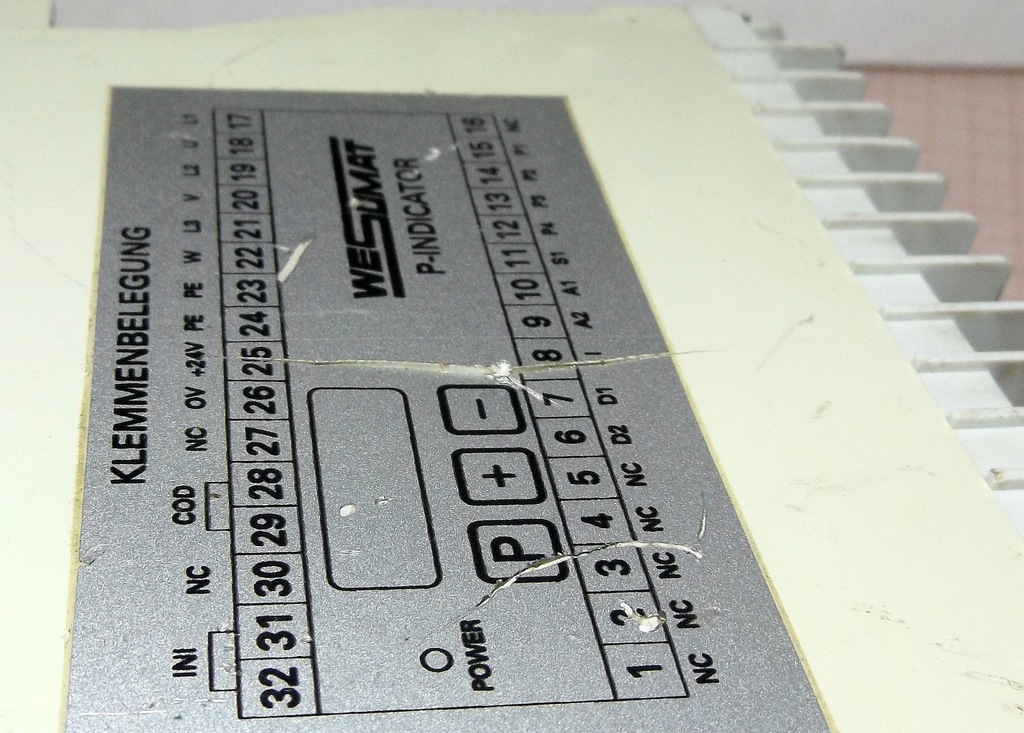 KLEMMENBELEGUNG
INI NC COD NC OV +24V PE PE W L3 V L2 U L1
32 31 30 29 28 27 26 25 24 23 22 21 20 19 18 17
WESUMAT
P-INDICATOR
P + -
POWER
1 2 3 4 5 6 7 8 9 10 11 12 13 14 15 16
NC NC NC NC NC D2 D1 I A2 A1 S1 P4 P3 P2 P1 NC